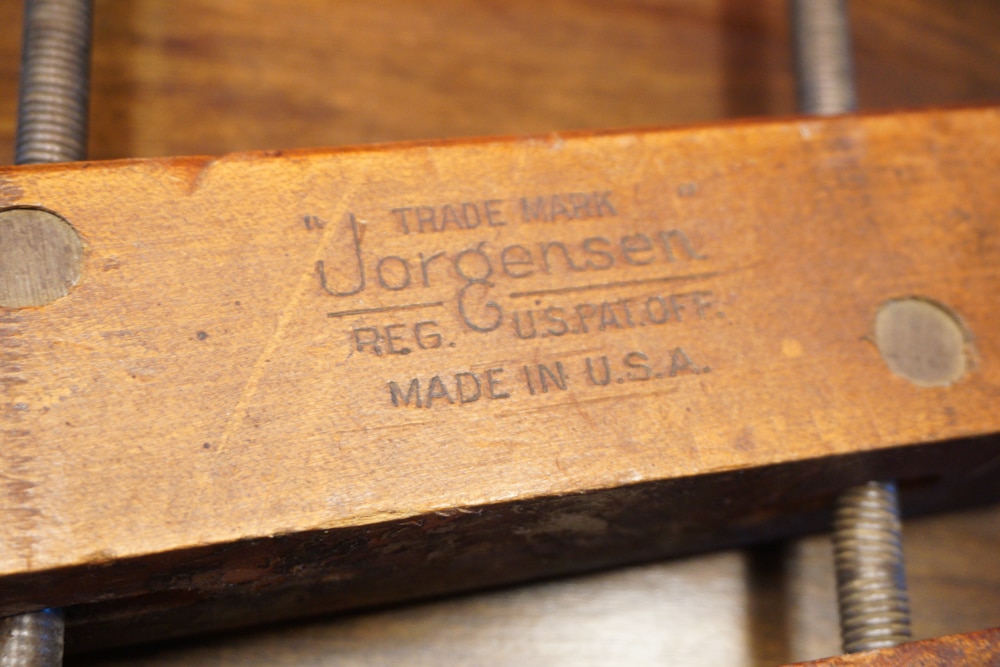 TRADE MARK
"Jorgensen"
REG. U.S.PAT.OFF.
MADE IN U.S.A.